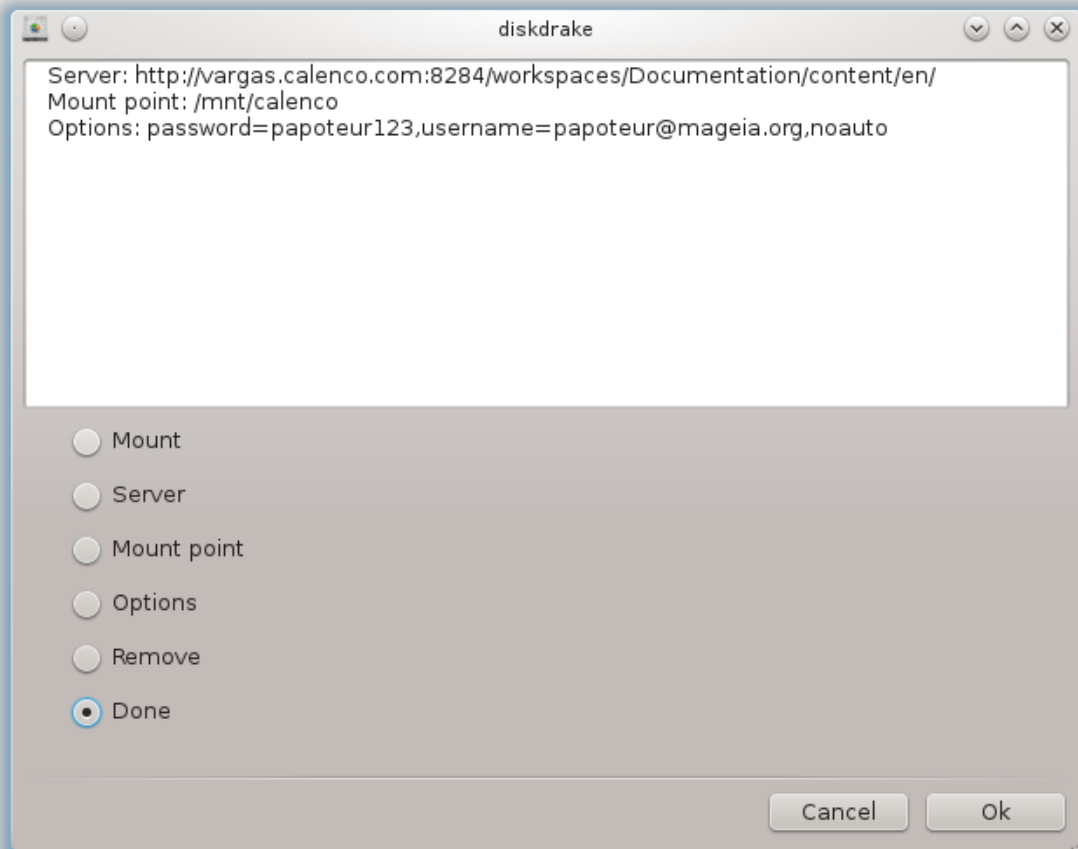 diskdrake
Server: http://vargas.calenco.com:8284/workspaces/Documentation/content/en/
Mount point: /mnt/calenco
Options: password=papoteur123,username=papoteur@mageia.org,noauto
Mount
Server
Mount point
Options
Remove
Done
Cancel Ok